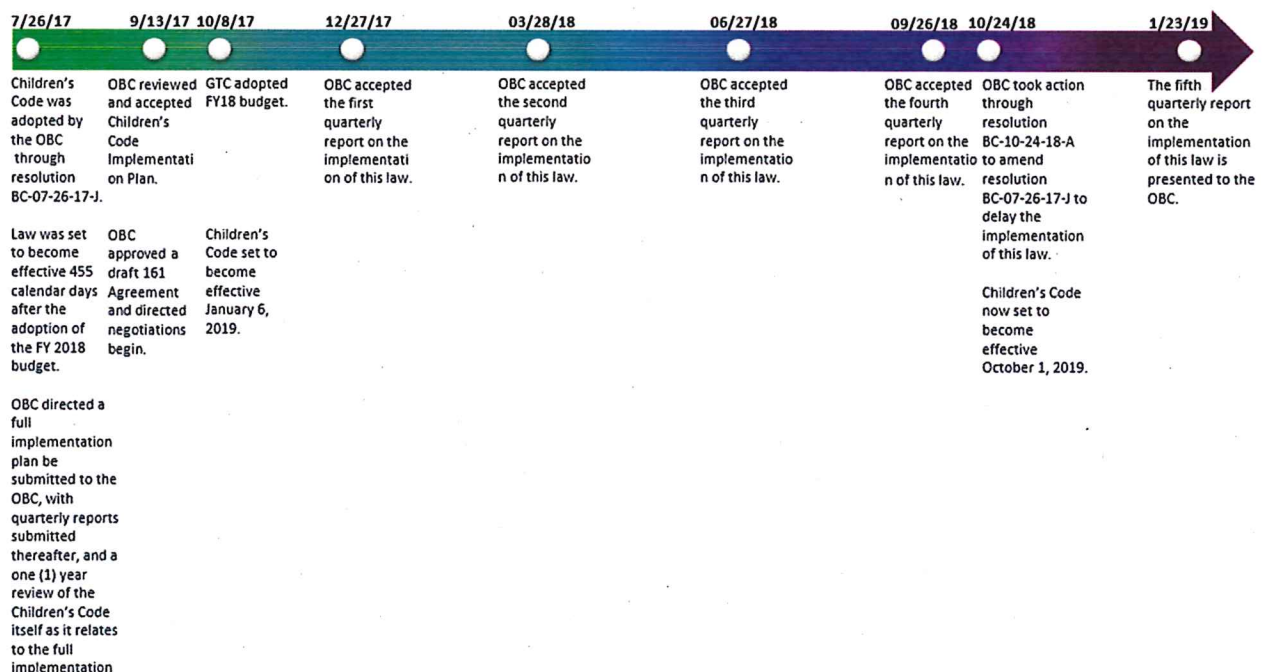 7/26/17 9/13/17 10/8/17 12/27/17 03/28/18 06/27/18 09/26/18 10/24/18 1/23/19
Children's
Code was
adopted by
the OBC
through
resolution
BC-07-26-17-J.
Law was set
to become
effective 455
calendar days
after the
adoption of
the FY 2018
budget.
OBC directed a
full
implementation
plan be
submitted to the
OBC, with
quarterly reports
submitted
thereafter, and a
one (1) year
review of the
Children's Code
itself as it relates
to the full
implementation
OBC reviewed
and accepted
Children's
Code
Implementati
on Plan.
OBC
approved a
draft 161
Agreement
and directed
negotiations
begin.
GTC adopted
FY18 budget.
Children's
Code set to
become
effective
January 6,
2019.
OBC accepted
the first
quarterly
report on the
implementati
on of this law.
OBC accepted
the second
quarterly
report on the
implementatio
n of this law.
OBC accepted
the third
quarterly
report on the
implementatio
n of this law.
OBC accepted
the fourth
quarterly
report on the
implementatio
n of this law.
OBC took action
through
resolution
BC-10-24-18-A
to amend
resolution
BC-07-26-17-J to
delay the
implementation
of this law.
Children's Code
now set to
become
effective
October 1, 2019.
The fifth
quarterly report
on the
implementation
of this law is
presented to the
OBC.